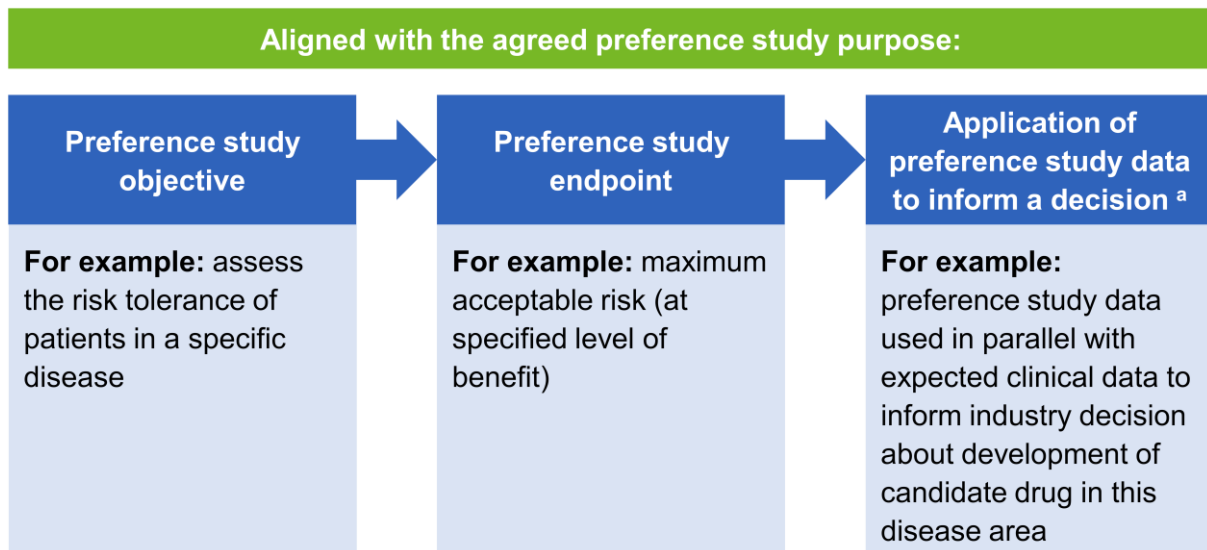 Aligned with the agreed preference study purpose:
Preference study
objective
For example: assess
the risk tolerance of
patients in a specific
disease
Preference study
endpoint
For example: maximum
acceptable risk (at
specified level of
benefit)
Application of
preference study data
to inform a decision a
For example:
preference study data
used in parallel with
expected clinical data to
inform industry decision
about development of
candidate drug in this
disease area